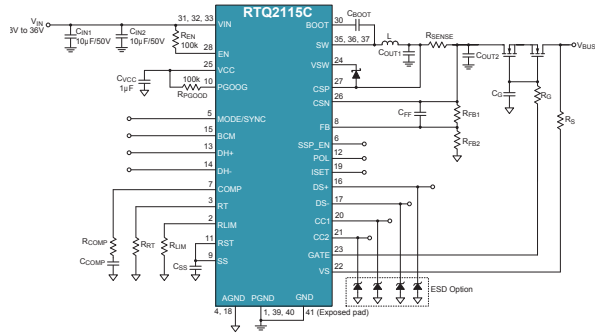 RTQ2115C
VIN
3V to 36V
CIN1
10µF/50V
CIN2
10µF/50V
REN
100k
31, 32, 33
VIN
28
EN
25
VCC
CVCC
1µF
100k
RPGOOD
10
PGOOG
5
MODE/SYNC
15
BCM
13
DH+
14
DH-
7
COMP
3
RT
2
RLIM
11
RST
9
SS
RCOMP
CCOMP
RRT
RLIM
CSS
AGND
4, 18
PGND
1, 39, 40
GND
41 (Exposed pad)
30
BOOT
CBOOT
35, 36, 37
SW
L
RSENSE
COUT1
COUT2
VBUS
24
VSW
27
CSP
26
CSN
CFF
RFB1
8
FB
RFB2
CG
RG
RS
6
SSP_EN
12
POL
19
ISET
16
DS+
17
DS-
20
CC1
21
CC2
23
GATE
22
VS
ESD Option